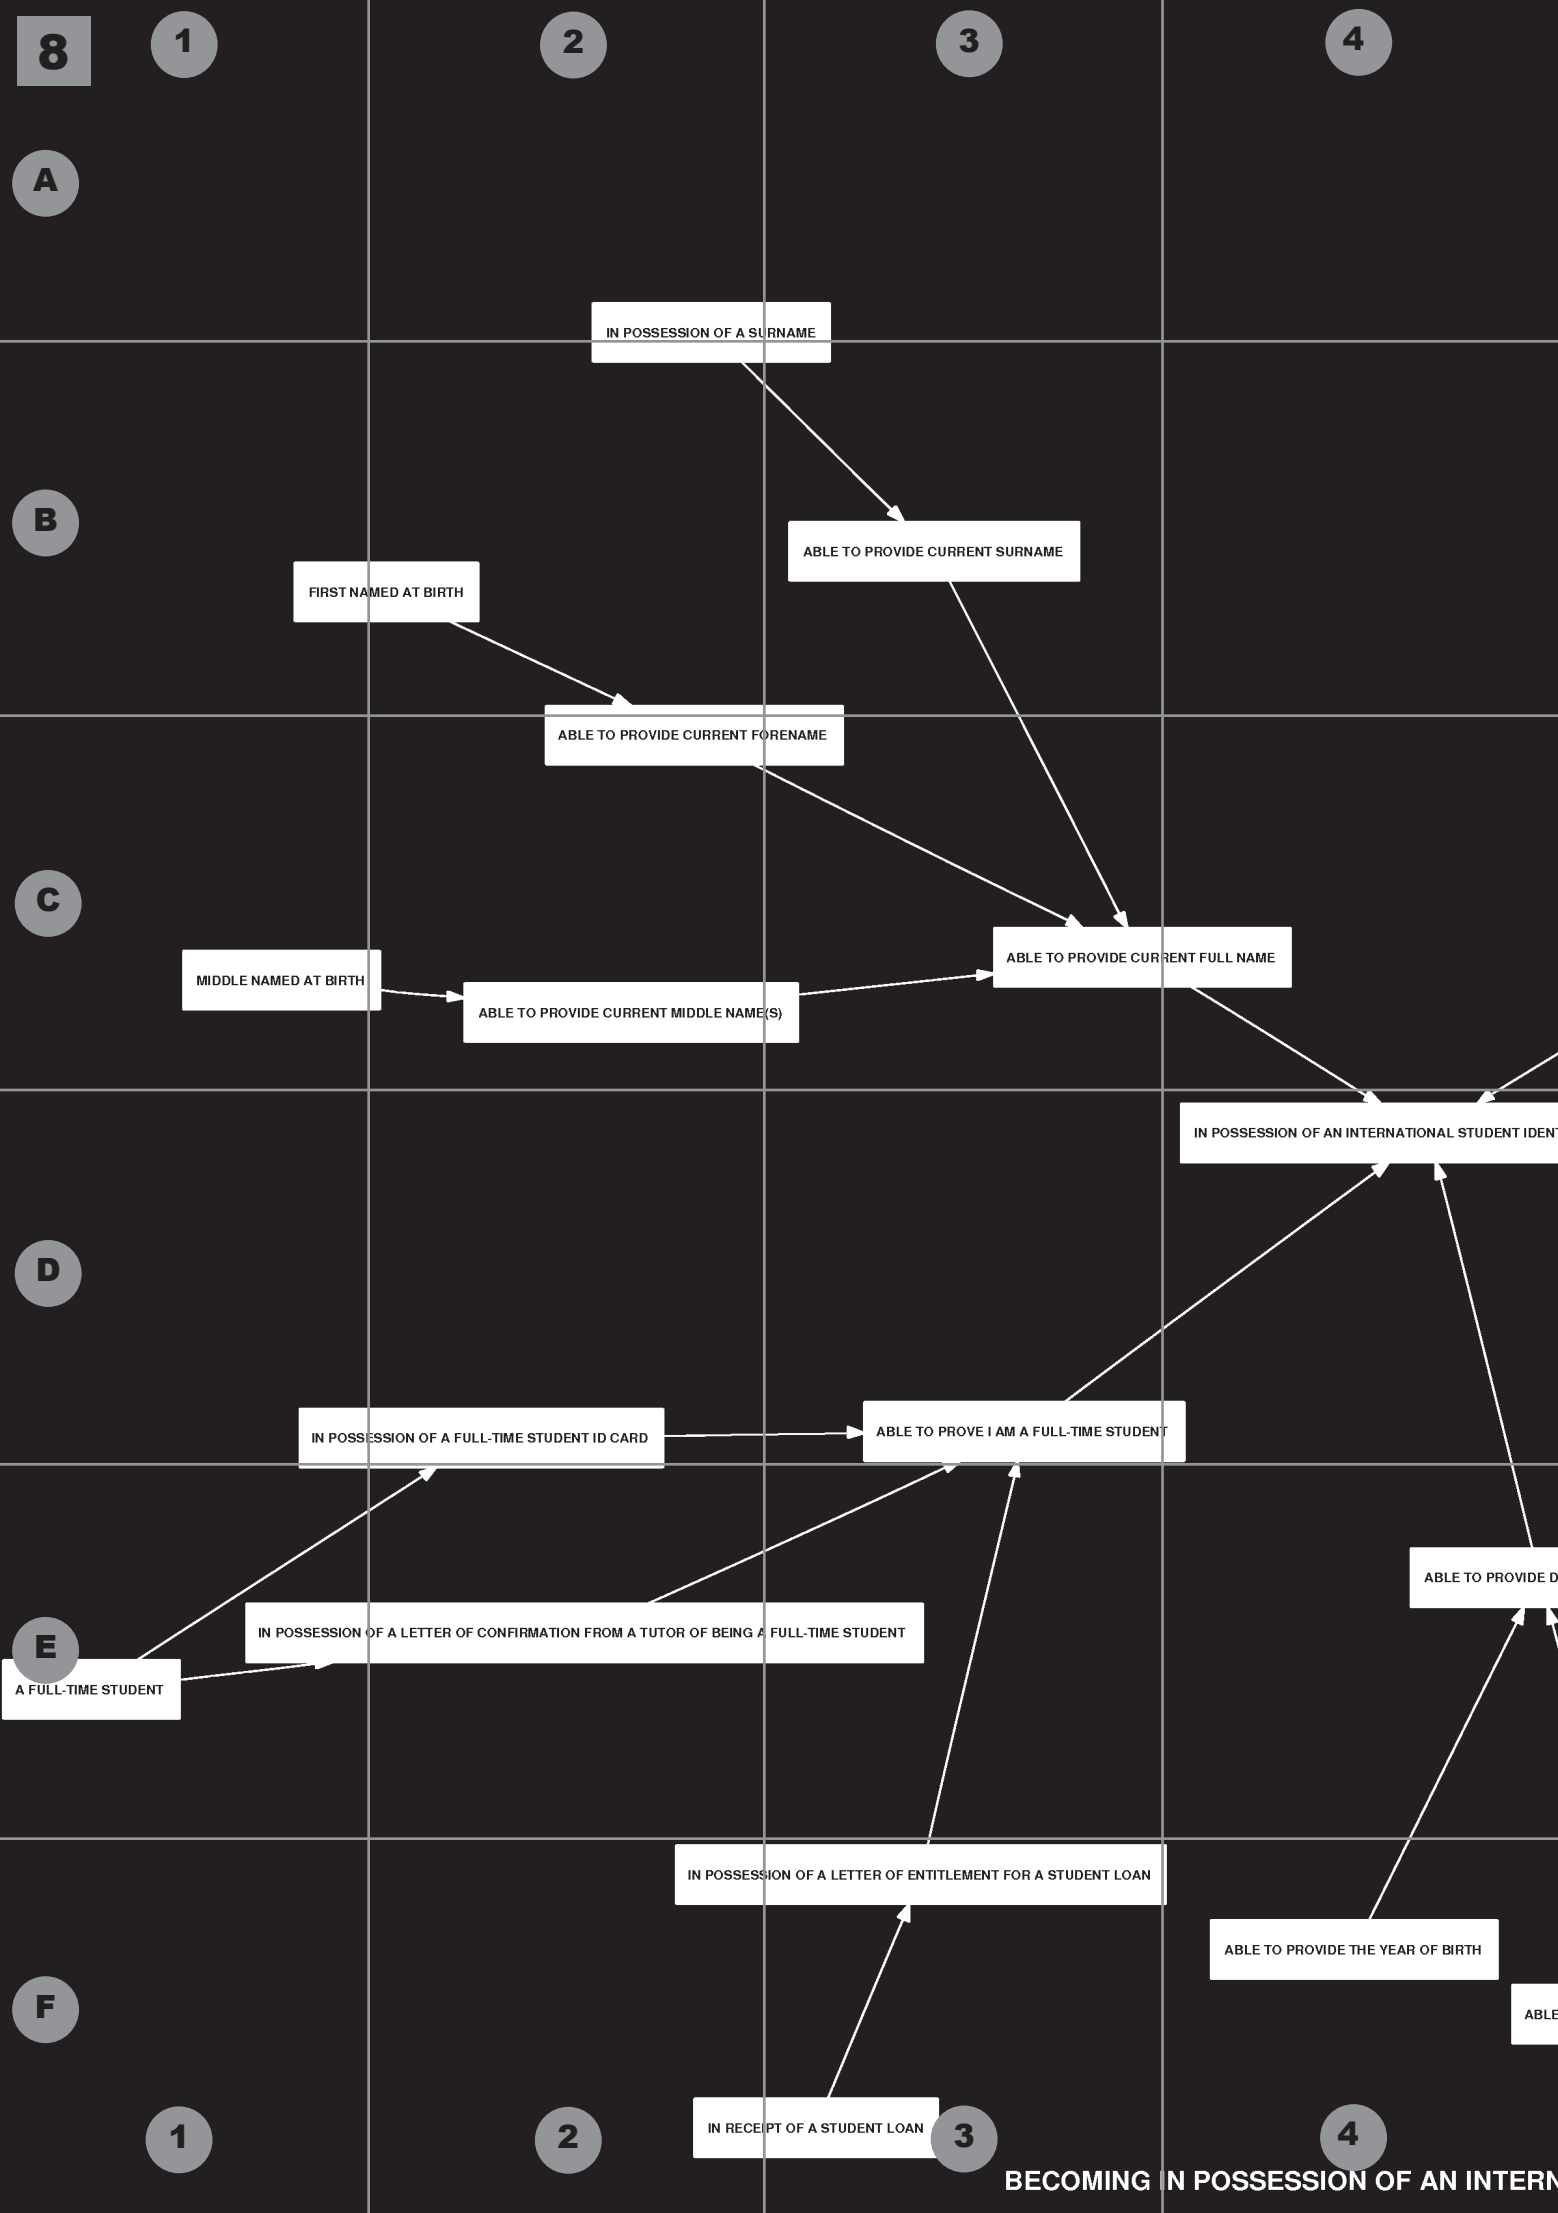 8
1
2
3
4
A
IN POSSESSION OF A SURNAME
B
ABLE TO PROVIDE CURRENT SURNAME
FIRST NAMED AT BIRTH
ABLE TO PROVIDE CURRENT FORENAME
C
ABLE TO PROVIDE CURRENT FULL NAME
MIDDLE NAMED AT BIRTH
ABLE TO PROVIDE CURRENT MIDDLE NAME(S)
IN POSSESSION OF AN INTERNATIONAL STUDENT IDENT
D
IN POSSESSION OF A FULL-TIME STUDENT ID CARD
ABLE TO PROVE I AM A FULL-TIME STUDENT
ABLE TO PROVIDE D
IN POSSESSION OF A LETTER OF CONFIRMATION FROM A TUTOR OF BEING A FULL-TIME STUDENT
E
A FULL-TIME STUDENT
IN POSSESSION OF A LETTER OF ENTITLEMENT FOR A STUDENT LOAN
ABLE TO PROVIDE THE YEAR OF BIRTH
F
ABLE
IN RECEIPT OF A STUDENT LOAN
1
2
3
4
BECOMING IN POSSESSION OF AN INTERN